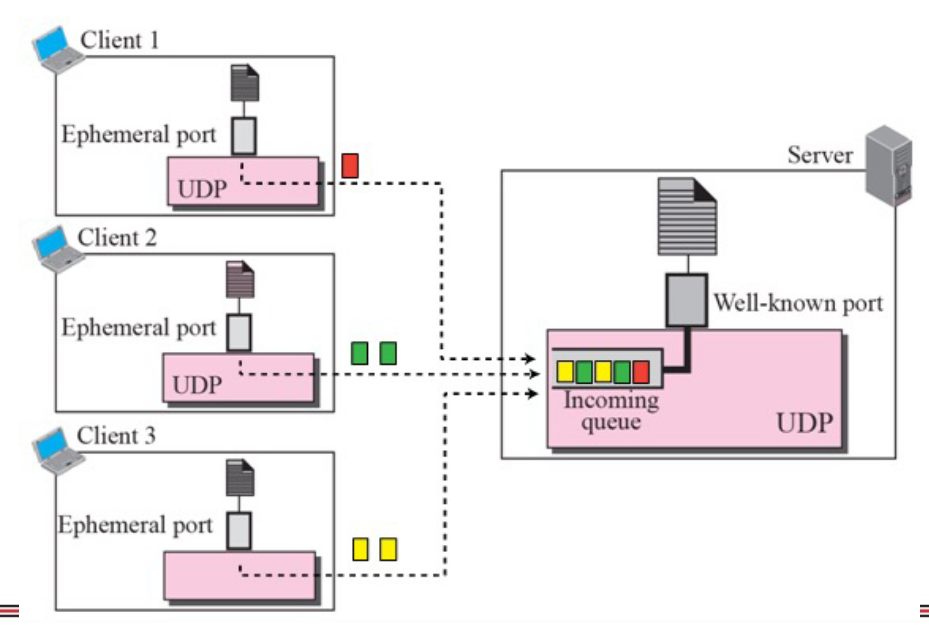 Client 1
Ephemeral port
UDP
Client 2
Ephemeral port
UDP
Client 3
Ephemeral port
Server
Well-known port
Incoming
queue
UDP